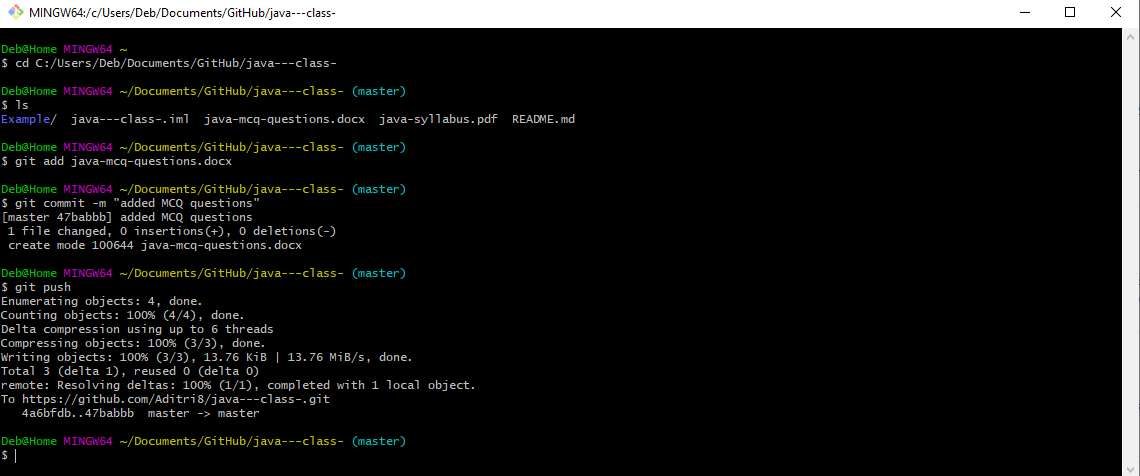 MINGW64:/c/Users/Deb/Documents/GitHub/java---class-
Deb@Home MINGW64 ~
$ cd C:/Users/Deb/Documents/GitHub/java---class-
Deb@Home MINGW64 ~/Documents/GitHub/java---class- (master)
$ ls
Example/  java---class-.iml  java-mcq-questions.docx  java-syllabus.pdf  README.md
Deb@Home MINGW64 ~/Documents/GitHub/java---class- (master)
$ git add java-mcq-questions.docx
Deb@Home MINGW64 ~/Documents/GitHub/java---class- (master)
$ git commit -m "added MCQ questions"
[master 47babbb] added MCQ questions
 1 file changed, 0 insertions(+), 0 deletions(-)
 create mode 100644 java-mcq-questions.docx
Deb@Home MINGW64 ~/Documents/GitHub/java---class- (master)
$ git push
Enumerating objects: 4, done.
Counting objects: 100% (4/4), done.
Delta compression using up to 6 threads
Compressing objects: 100% (3/3), done.
Writing objects: 100% (3/3), 13.76 KiB | 13.76 MiB/s, done.
Total 3 (delta 1), reused 0 (delta 0)
remote: Resolving deltas: 100% (1/1), completed with 1 local object.
To https://github.com/Aditri8/java---class-.git
   4a6bfdb..47babbb  master -> master
Deb@Home MINGW64 ~/Documents/GitHub/java---class- (master)
$